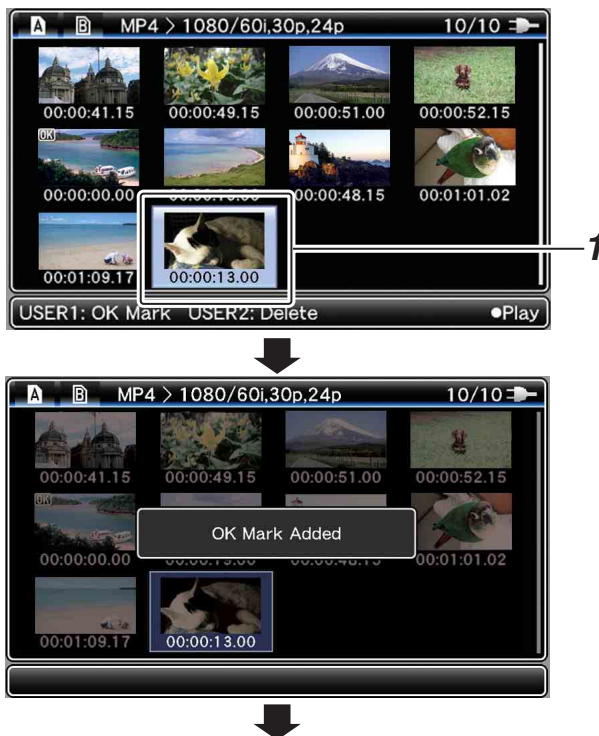 A B MP4 > 1080/60i,30p,24p 10/10
00:00:41.15 00:00:49.15 00:00:51.00 00:00:52.15
OK
00:00:00.00 00:00:48.15 00:01:01.02
1
00:01:09.17 00:00:13.00
USER1: OK Mark USER2: Delete ●Play
A B MP4 > 1080/60i,30p,24p 10/10
00:00:41.15 00:00:49.15 00:00:51.00 00:00:52.15
OK
OK Mark Added
00:00:00.00 00:01:01.02
00:01:09.17 00:00:13.00